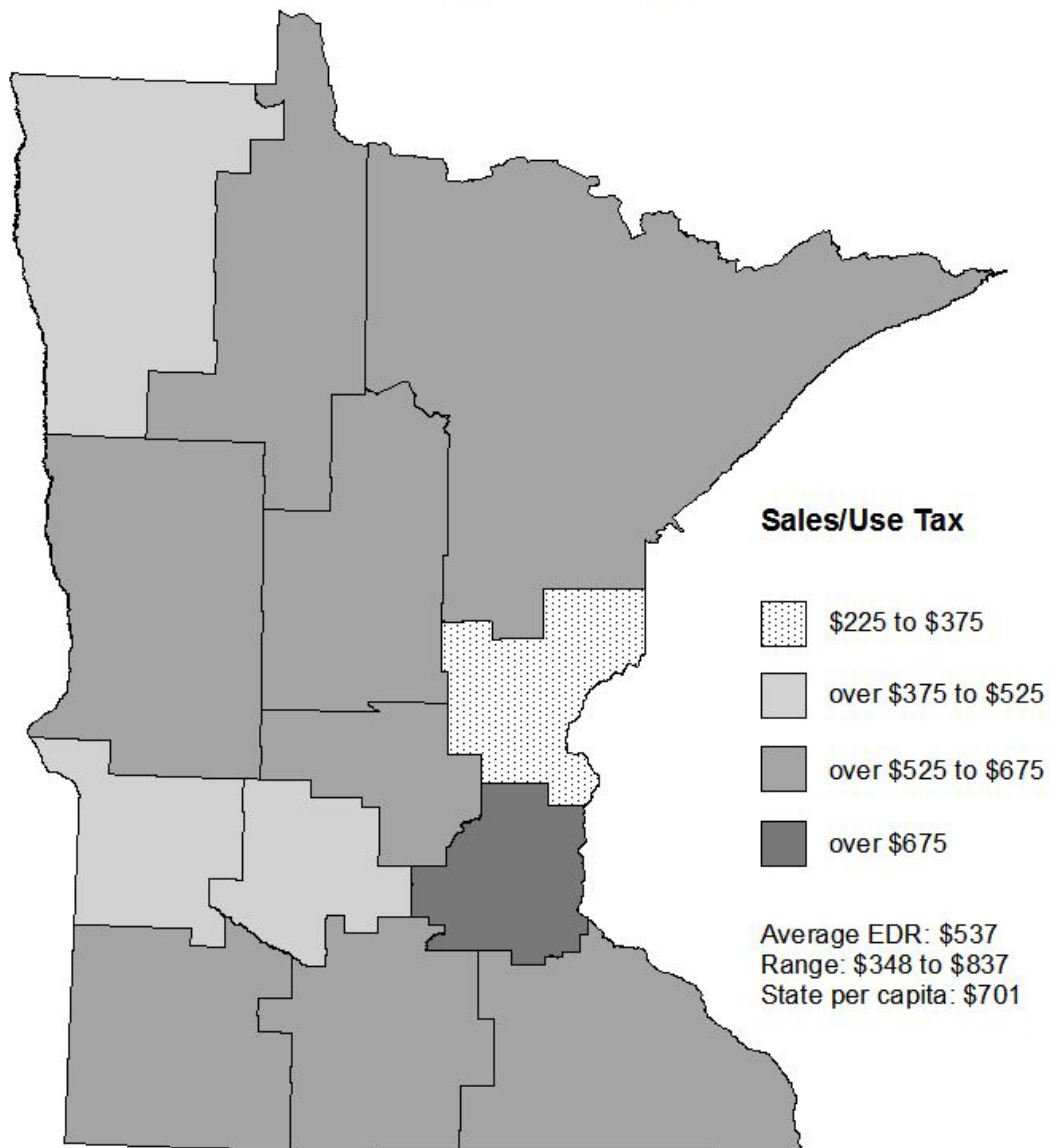 Sales/Use Tax
$225 to $375
over $375 to $525
over $525 to $675
over $675
Average EDR: $537
Range: $348 to $837
State per capita: $701